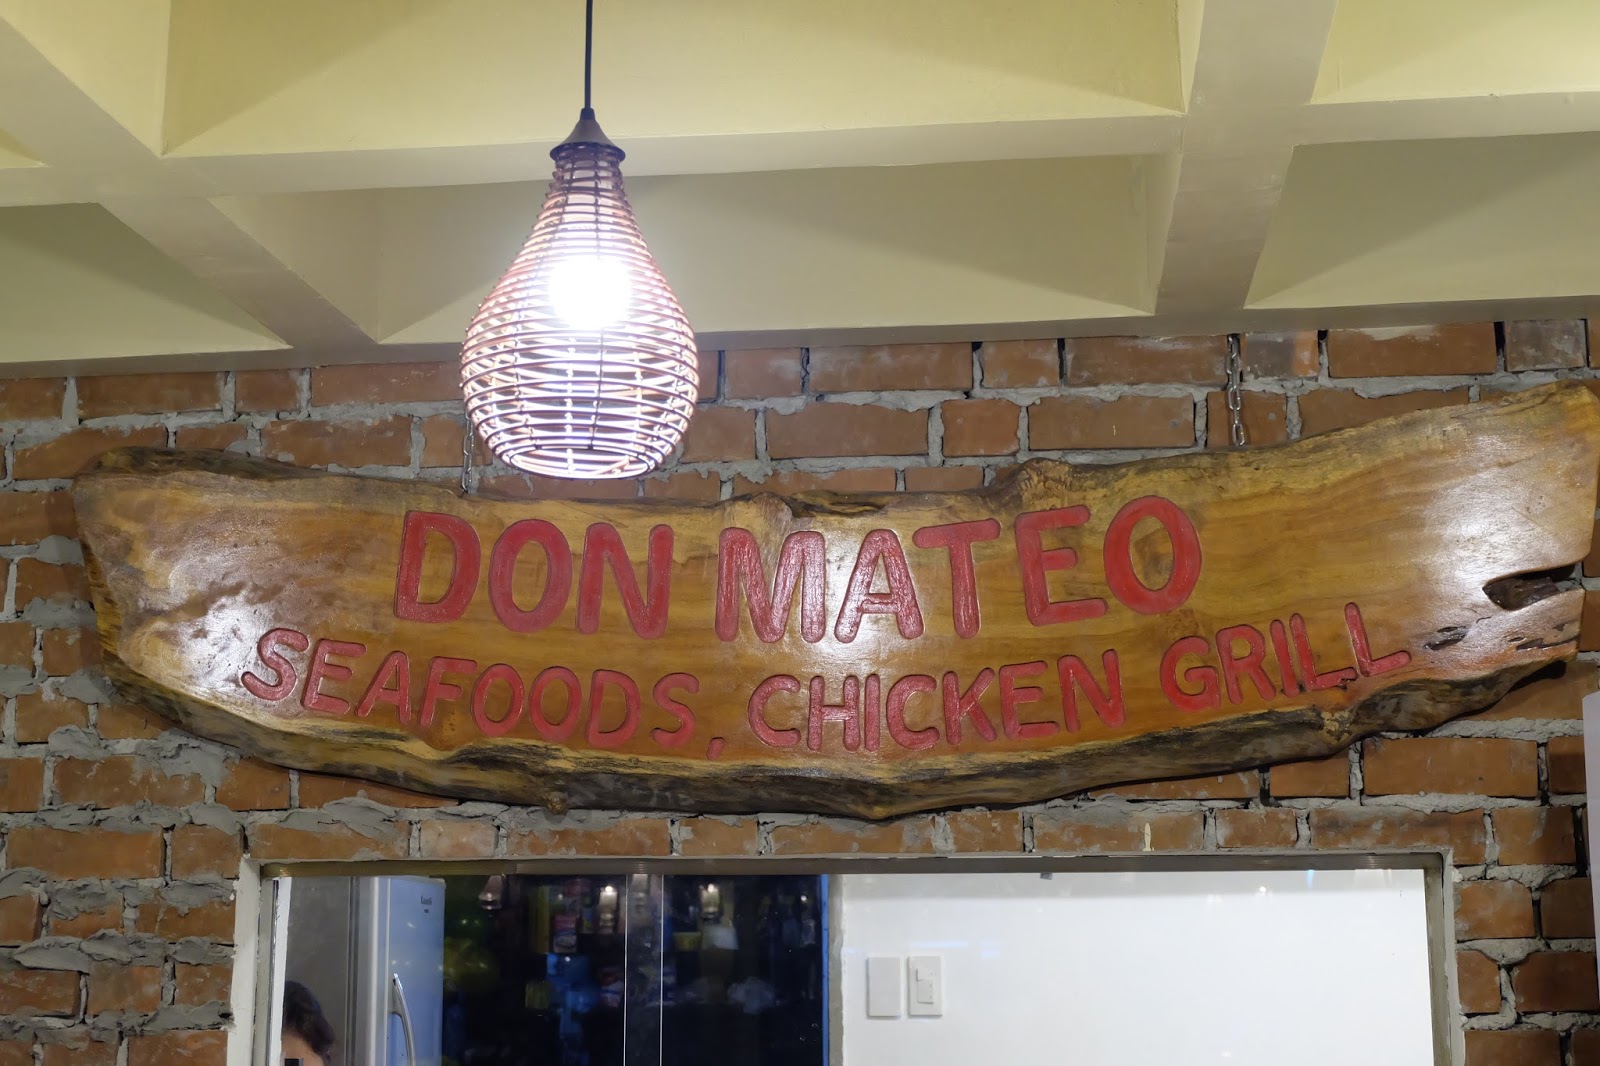 DON MATEO
SEAFOODS, CHICKEN GRILL